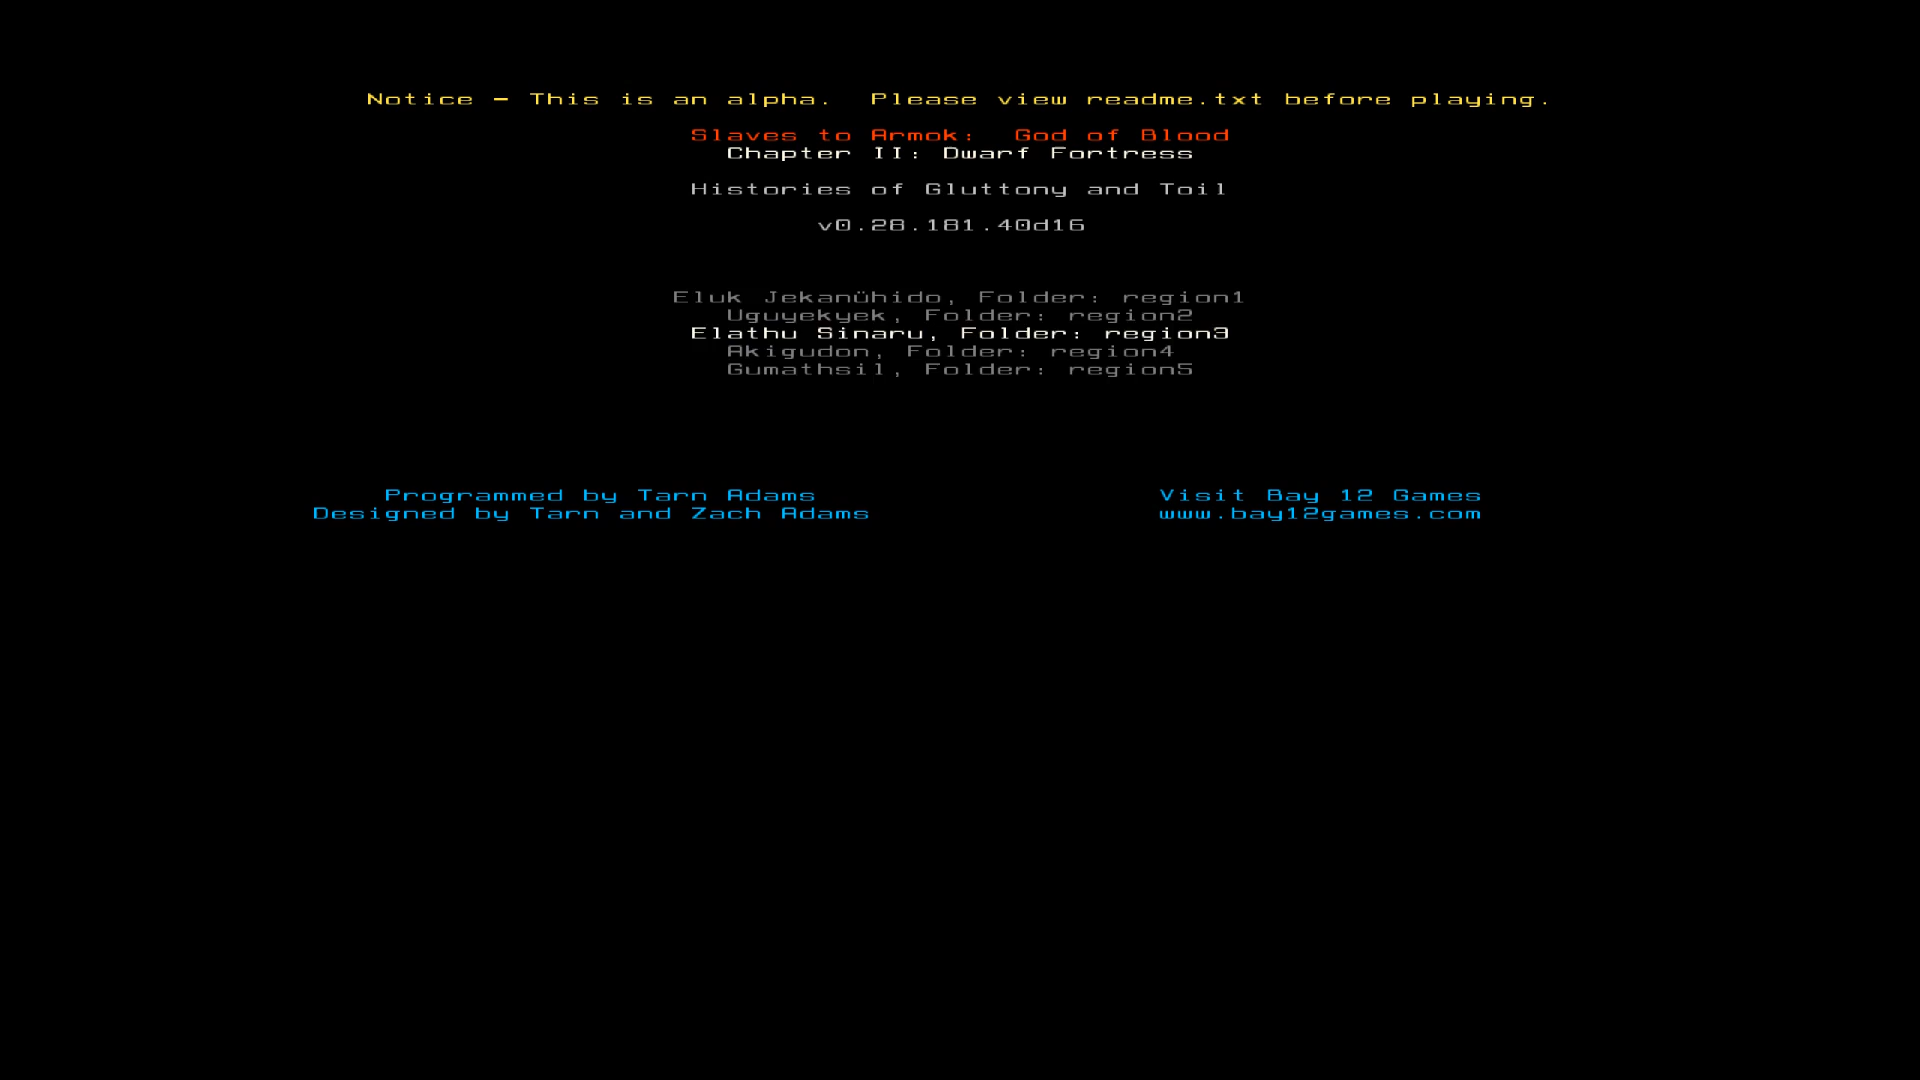 Notice - This is an alpha.  Please view readme.txt before playing.
Slaves to Armok:  God of Blood
Chapter II: Dwarf Fortress
Histories of Gluttony and Toil
v0.28.181.40d16
Eluk Jekanühido, Folder: region1
Uguyekyek, Folder: region2
Elathu Sinaru, Folder: region3
Akigudon, Folder: region4
Gumathsil, Folder: region5
Programmed by Tarn Adams
Designed by Tarn and Zach Adams
Visit Bay 12 Games
www.bay12games.com